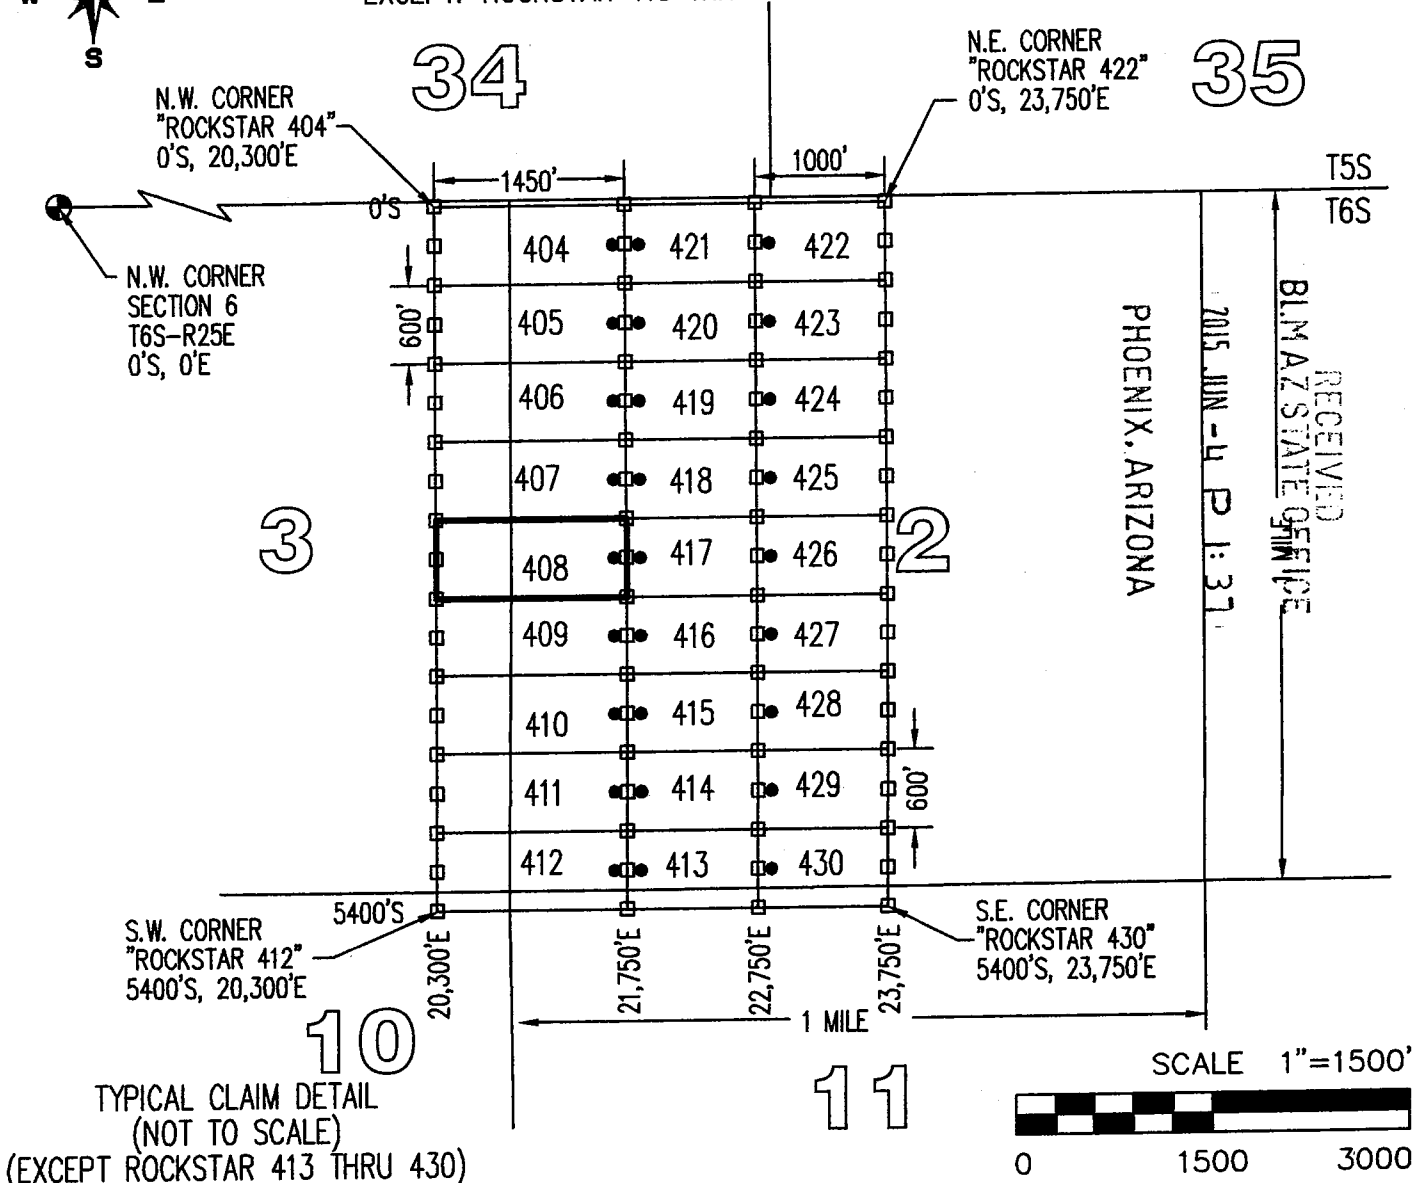 S
34
35
N.W. CORNER
"ROCKSTAR 404"
0'S, 20,300'E
N.E. CORNER
"ROCKSTAR 422"
0'S, 23,750'E
1450'
1000'
T5S
T6S
0'S
N.W. CORNER
SECTION 6
T6S-R25E
0'S, 0'E
600'
404 421 422
405 420 423
406 419 424
407 418 425
408 417 426
409 416 427
410 415 428
411 414 429
412 413 430
3
2
600'
RECEIVED
BLM AZ STATE OFFICE
2015 JUN -4 P 1:37
PHOENIX, ARIZONA
1 MILE
5400'S
S.W. CORNER
"ROCKSTAR 412"
5400'S, 20,300'E
20,300'E
21,750'E
22,750'E
23,750'E
S.E. CORNER
"ROCKSTAR 430"
5400'S, 23,750'E
1 MILE
10
11
TYPICAL CLAIM DETAIL
(NOT TO SCALE)
(EXCEPT ROCKSTAR 413 THRU 430)
SCALE 1"=1500'
0 1500 3000